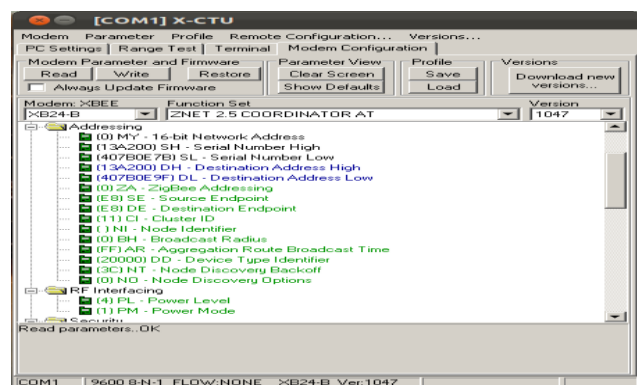 [COM1] X-CTU
Modem Parameter Profile Remote Configuration... Versions...
PC Settings Range Test Terminal Modem Configuration
Modem Parameter and Firmware Parameter View Profile Versions
Read Write Restore Clear Screen Save Download new versions...
Always Update Firmware Show Defaults Load
Modem: XBEE Function Set Version
XB24-B ZNET 2.5 COORDINATOR AT 1047
Addressing
(0) MY - 16-bit Network Address
(13A200) SH - Serial Number High
(407B0E7B) SL - Serial Number Low
(13A200) DH - Destination Address High
(407B0E9F) DL - Destination Address Low
(0) ZA - ZigBee Addressing
(E8) SE - Source Endpoint
(E8) DE - Destination Endpoint
(11) CI - Cluster ID
( ) NI - Node Identifier
(0) BH - Broadcast Radius
(FF) AR - Aggregation Route Broadcast Time
(20000) DD - Device Type Identifier
(3C) NT - Node Discovery Backoff
(0) NO - Node Discovery Options
RF Interfacing
(4) PL - Power Level
(1) PM - Power Mode
Security
Read parameters..OK
COM1 9600 8-N-1 FLOW:NONE XB24-B Ver:1047